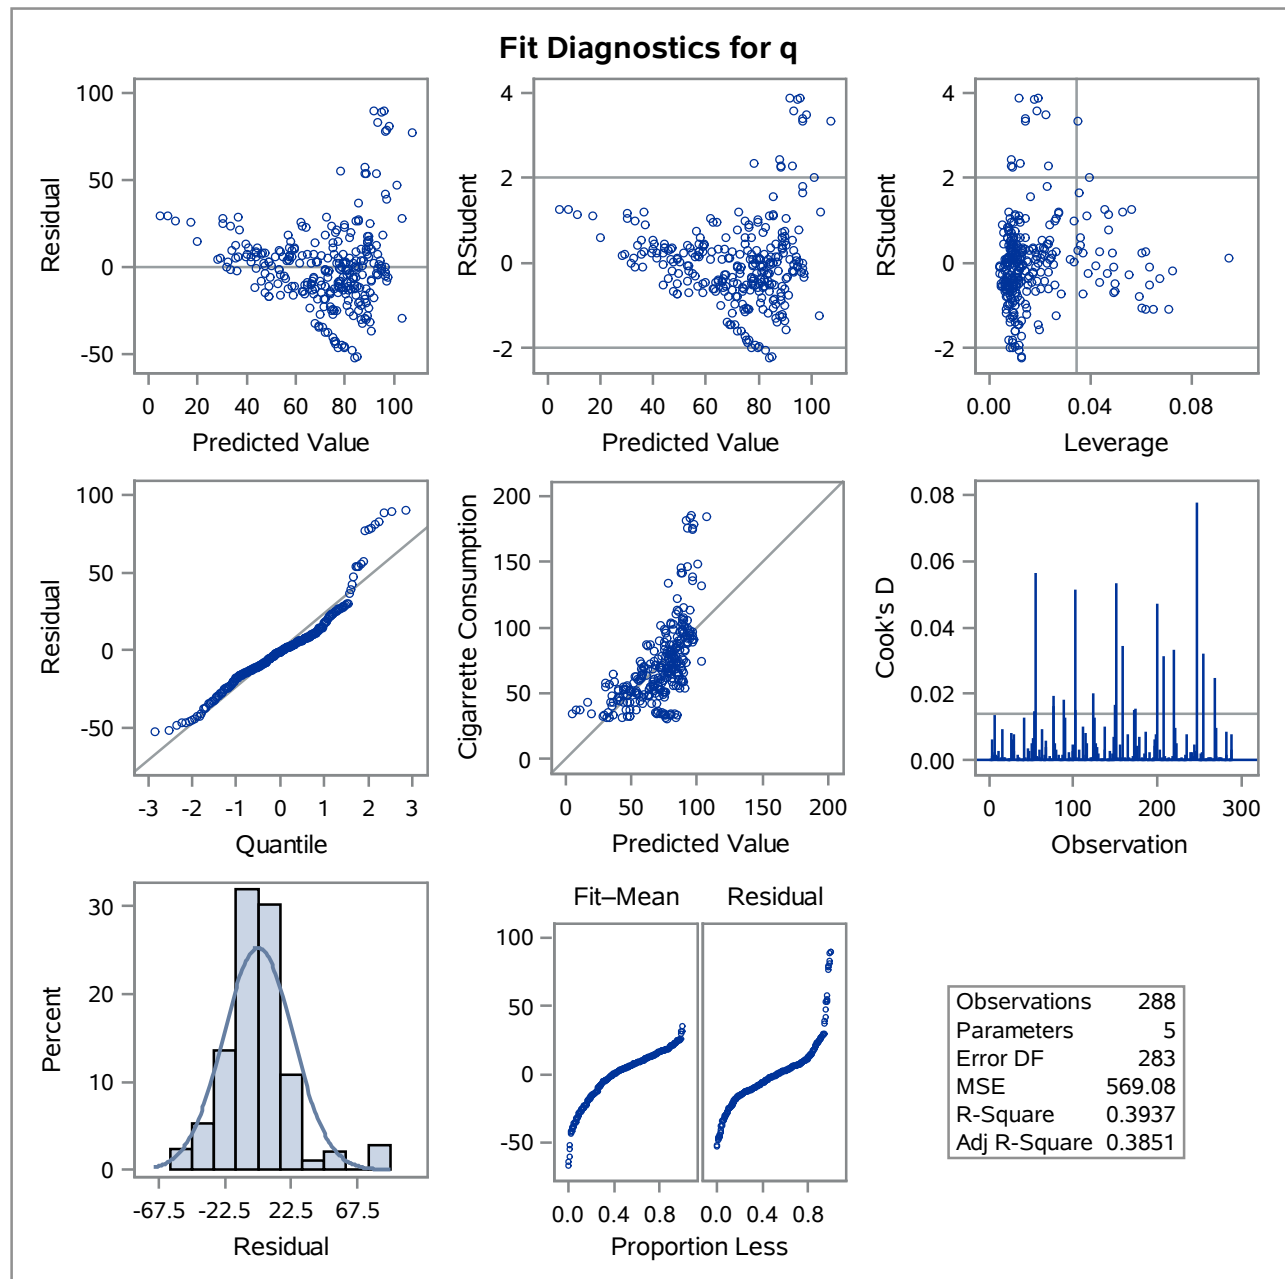 Fit Diagnostics for q
100
50
0
-50
Residual
0 20 40 60 80 100
Predicted Value
4
2
0
-2
RStudent
0 20 40 60 80 100
Predicted Value
4
2
0
-2
RStudent
0.00 0.04 0.08
Leverage
100
50
0
-50
Residual
-3 -2 -1 0 1 2 3
Quantile
200
150
100
50
0
Cigarrette Consumption
0 50 100 150 200
Predicted Value
0.08
0.06
0.04
0.02
0.00
Cook's D
0 100 200 300
Observation
30
20
10
0
Percent
-67.5 -22.5 22.5 67.5
Residual
Fit–Mean Residual
100
50
0
-50
0.0 0.4 0.8 0.0 0.4 0.8
Proportion Less
Observations 288
Parameters 5
Error DF 283
MSE 569.08
R-Square 0.3937
Adj R-Square 0.3851